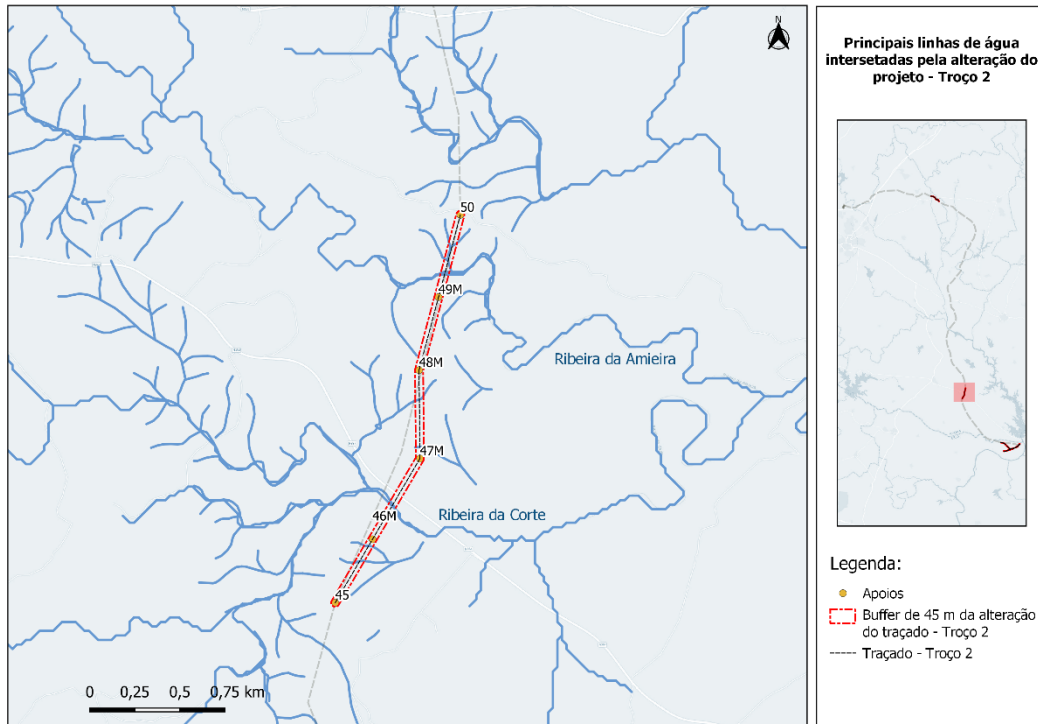 50
49M
48M
Ribeira da Amieira
47M
Ribeira da Corte
46M
45
0 0,25 0,5 0,75 km
Principais linhas de água
intersetadas pela alteração do
projeto - Troço 2
Legenda:
Apoios
Buffer de 45 m da alteração
do traçado - Troço 2
Traçado - Troço 2